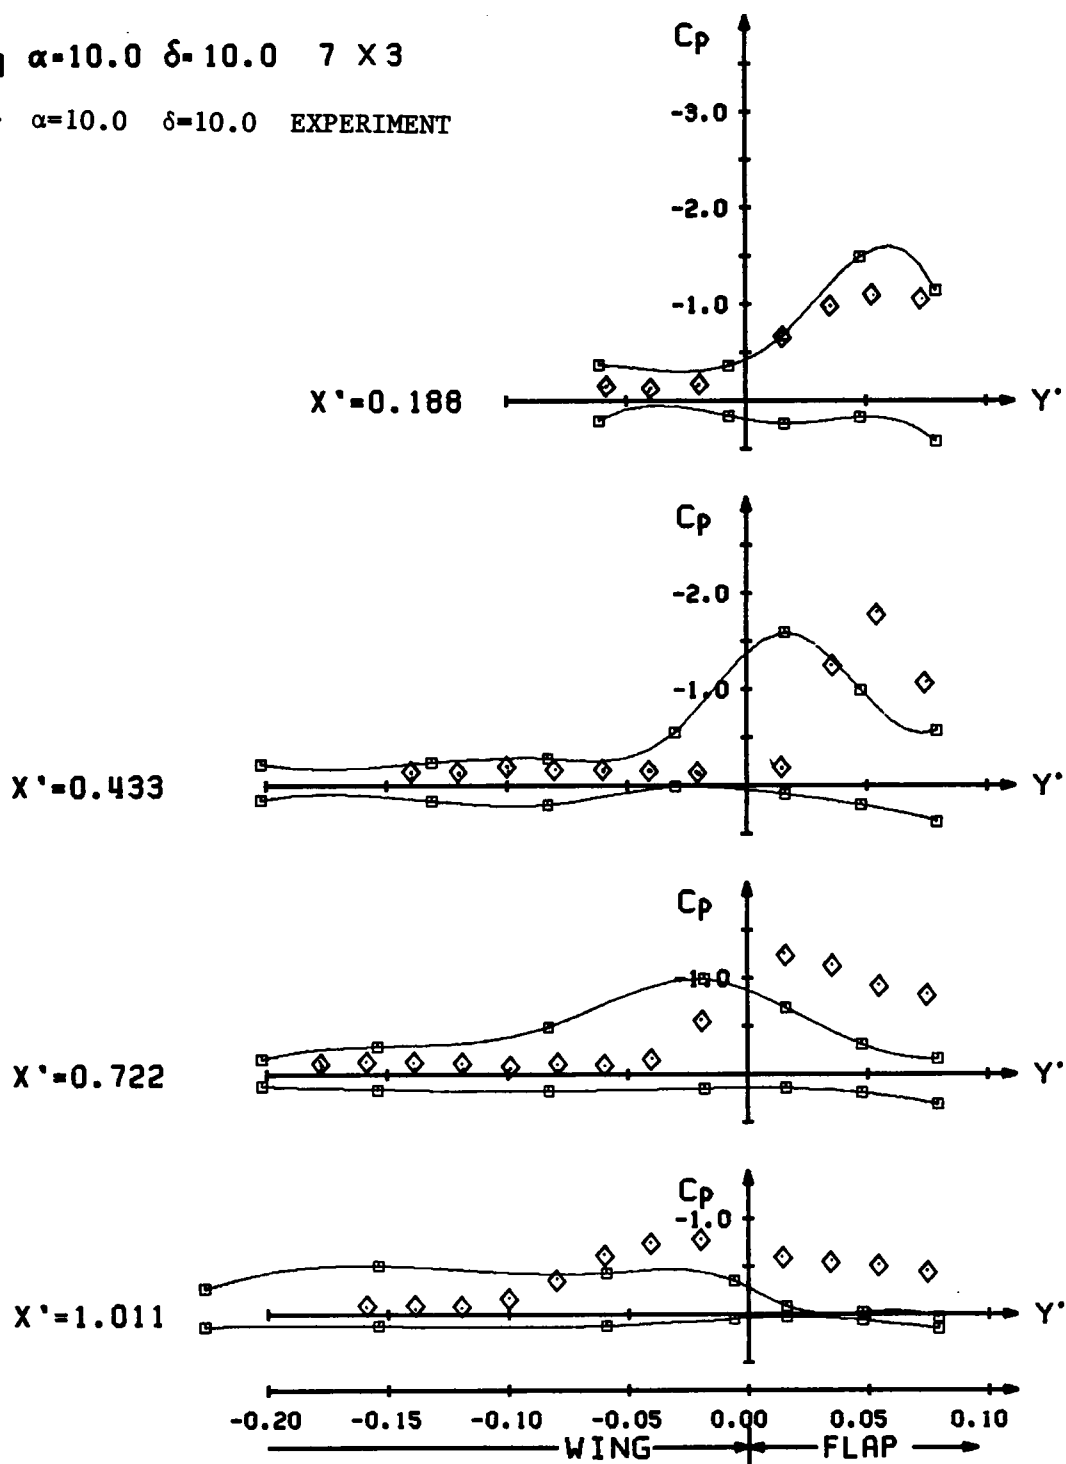 α=10.0 δ=10.0 7 X 3
α=10.0 δ=10.0 EXPERIMENT
Cp
-3.0
-2.0
-1.0
X'=0.188
Y'
Cp
-2.0
-1.0
X'=0.433
Y'
Cp
-1.0
X'=0.722
Y'
Cp
-1.0
X'=1.011
Y'
-0.20 -0.15 -0.10 -0.05 0.00 0.05 0.10
WING FLAP